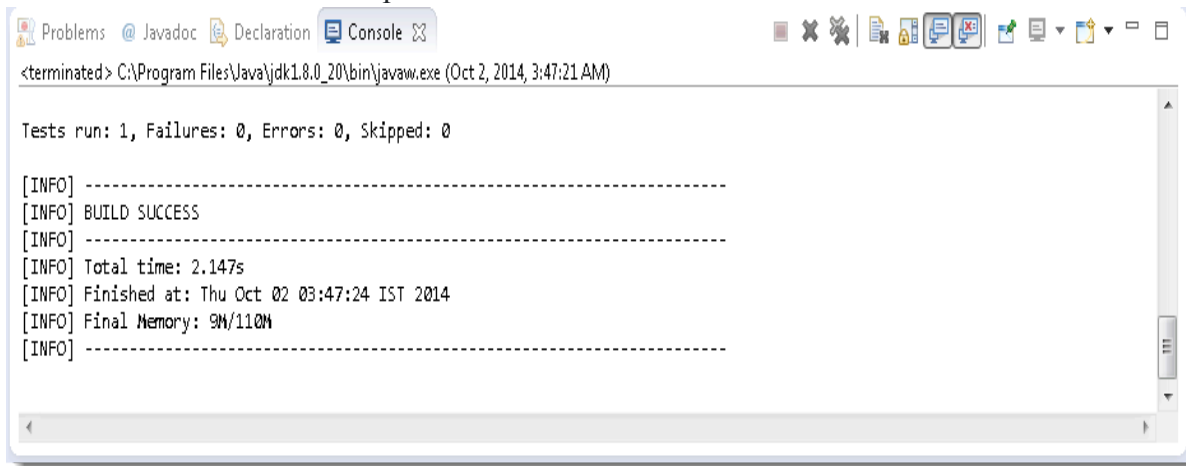 Problems @ Javadoc Declaration Console
<terminated> C:\Program Files\Java\jdk1.8.0_20\bin\javaw.exe (Oct 2, 2014, 3:47:21 AM)
Tests run: 1, Failures: 0, Errors: 0, Skipped: 0
[INFO] ------------------------------------------------------------------------
[INFO] BUILD SUCCESS
[INFO] ------------------------------------------------------------------------
[INFO] Total time: 2.147s
[INFO] Finished at: Thu Oct 02 03:47:24 IST 2014
[INFO] Final Memory: 9M/110M
[INFO] ------------------------------------------------------------------------